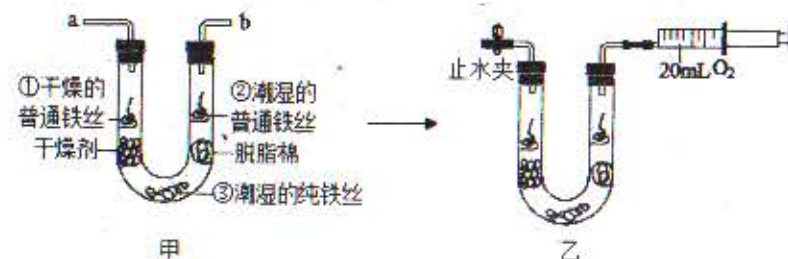 a
b
①干燥的
普通铁丝
干燥剂
②潮湿的
普通铁丝
脱脂棉
③潮湿的纯铁丝
甲
止水夹
20mL O₂
乙